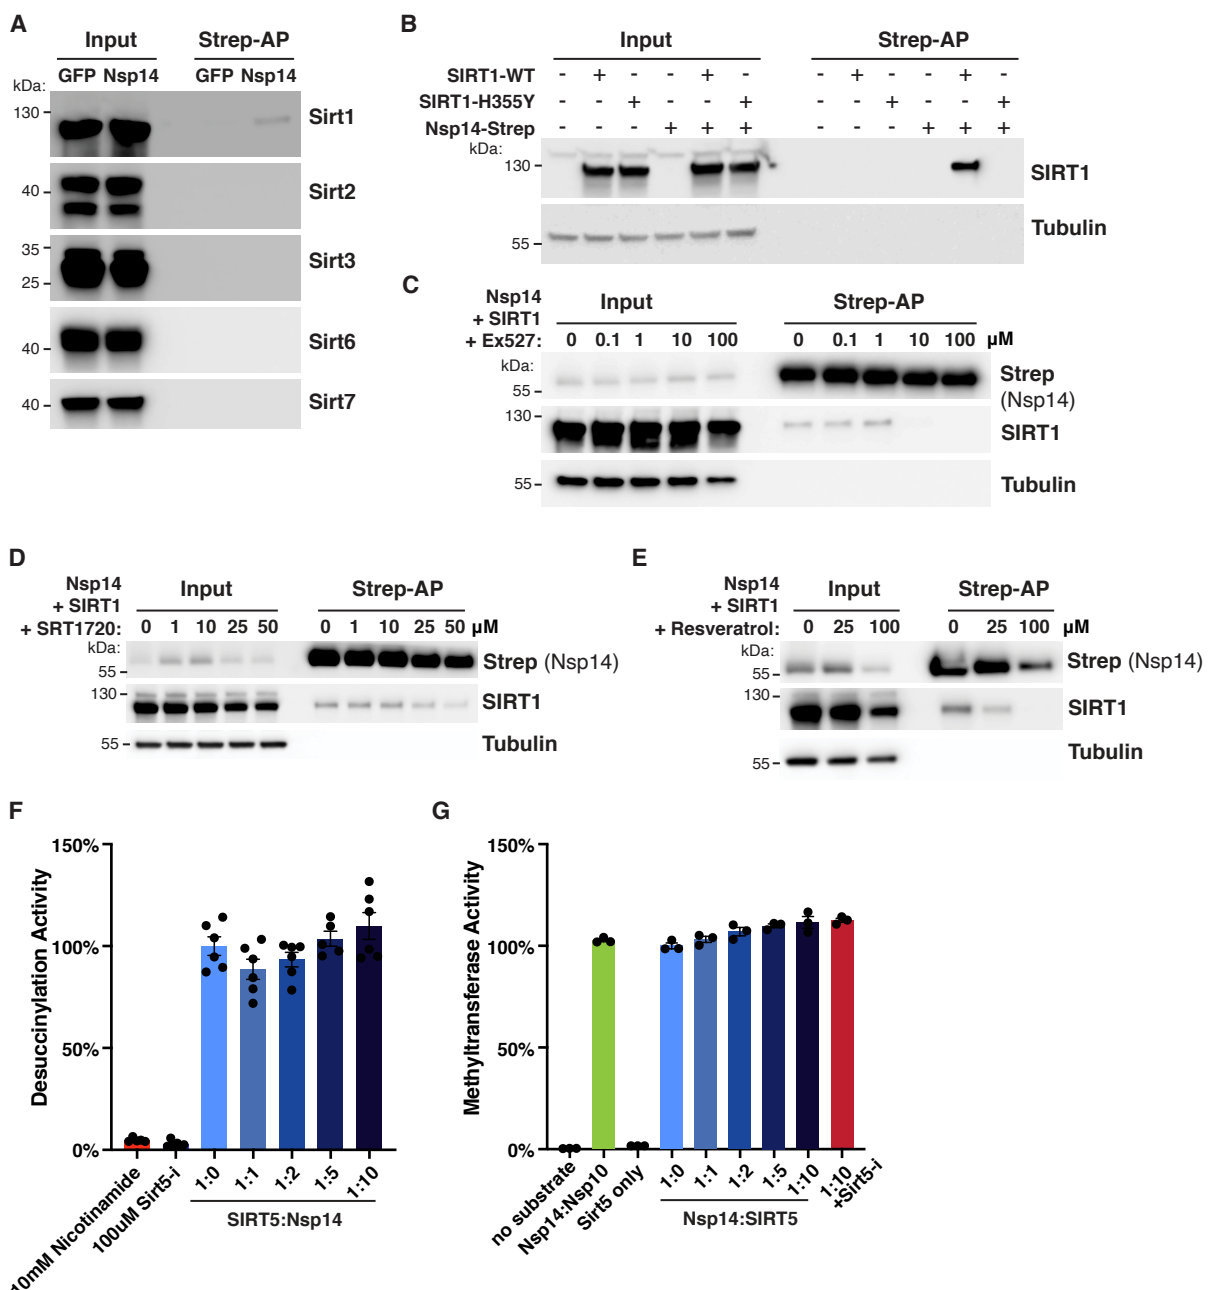 A
Input
Strep-AP
GFP Nsp14
GFP Nsp14
kDa:
130
Sirt1
40
Sirt2
35
25
Sirt3
40
Sirt6
40
Sirt7
B
Input
Strep-AP
SIRT1-WT - + - - + - - + - - + -
SIRT1-H355Y - - + - - + - - + - - +
Nsp14-Strep - - - + + + - - - + + +
kDa:
130
SIRT1
55
Tubulin
C
Nsp14
+ SIRT1
+ Ex527:
Input
Strep-AP
0 0.1 1 10 100
0 0.1 1 10 100 μM
kDa:
55
Strep
(Nsp14)
130
SIRT1
55
Tubulin
D
Nsp14
+ SIRT1
+ SRT1720:
Input
Strep-AP
0 1 10 25 50
0 1 10 25 50 μM
kDa:
55
Strep (Nsp14)
130
SIRT1
55
Tubulin
E
Nsp14
+ SIRT1
+ Resveratrol:
Input
Strep-AP
0 25 100
0 25 100 μM
kDa:
55
Strep (Nsp14)
130
SIRT1
55
Tubulin
F
Desuccinylation Activity
150%
100%
50%
0%
10mM Nicotinamide
100uM Sirt5-i
1:0
1:1
1:2
1:5
1:10
SIRT5:Nsp14
G
Methyltransferase Activity
150%
100%
50%
0%
no substrate
Nsp14:Nsp10
Sirt5 only
1:0
1:1
1:2
1:5
1:10
1:10
+Sirt5-i
Nsp14:SIRT5